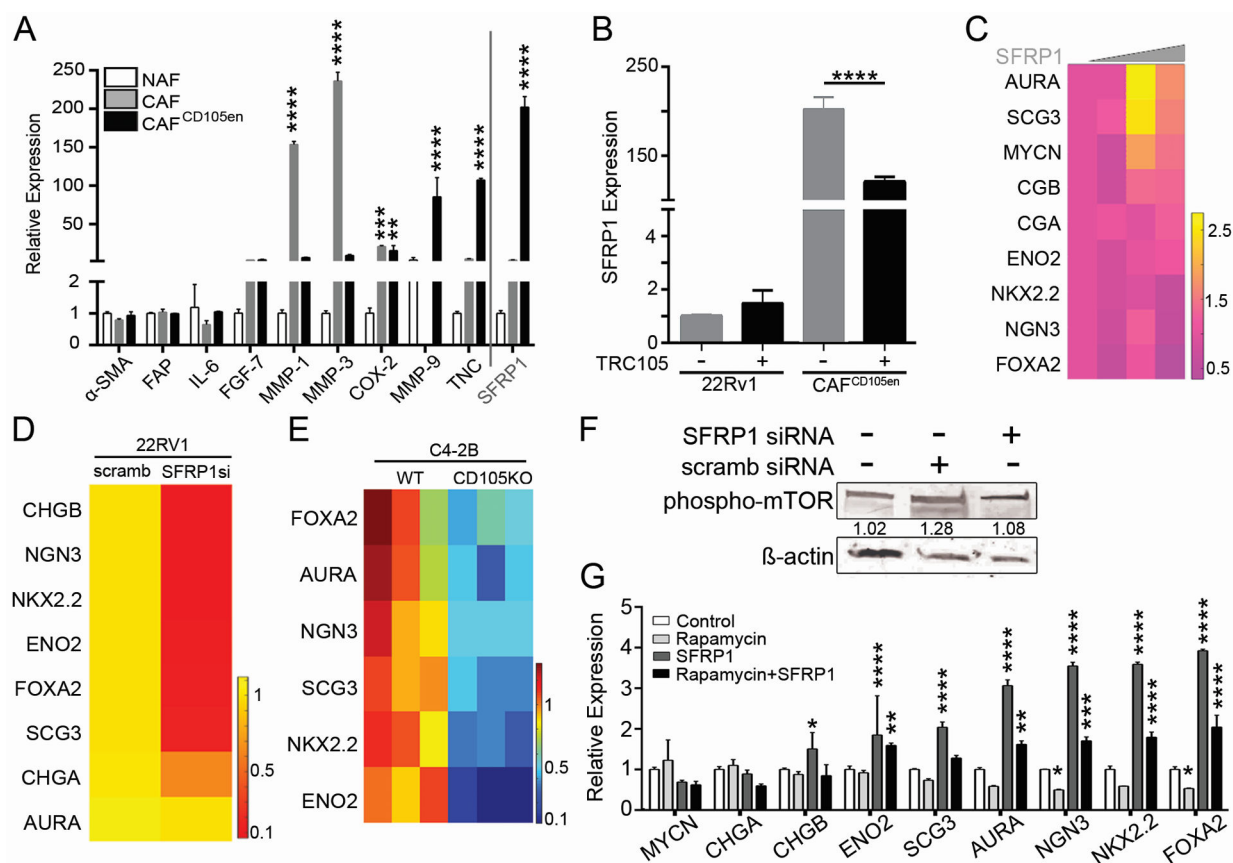 A
Relative Expression
250
200
150
100
50
2
1
0
NAF
CAF
CAF^CD105en
****
****
***
**
****
****
****
α-SMA
FAP
IL-6
FGF-7
MMP-1
MMP-3
COX-2
MMP-9
TNC
SFRP1
B
SFRP1 Expression
250
150
50
4
2
1
0
****
TRC105 - + - +
22Rv1 CAF^CD105en
C
SFRP1
AURA
SCG3
MYCN
CGB
CGA
ENO2
NKX2.2
NGN3
FOXA2
2.5
1.5
0.5
D
22RV1
scramb SFRP1si
CHGB
NGN3
NKX2.2
ENO2
FOXA2
SCG3
CHGA
AURA
1
0.5
0.1
E
C4-2B
WT CD105KO
FOXA2
AURA
NGN3
SCG3
NKX2.2
ENO2
1
0.5
0.1
F
SFRP1 siRNA - - +
scramb siRNA - + -
phospho-mTOR
1.02 1.28 1.08
ß-actin
G
Relative Expression
5
4
3
2
1
0
Control
Rapamycin
SFRP1
Rapamycin+SFRP1
*
****
**
****
****
**
*
****
***
****
****
*
****
****
MYCN
CHGA
CHGB
ENO2
SCG3
AURA
NGN3
NKX2.2
FOXA2